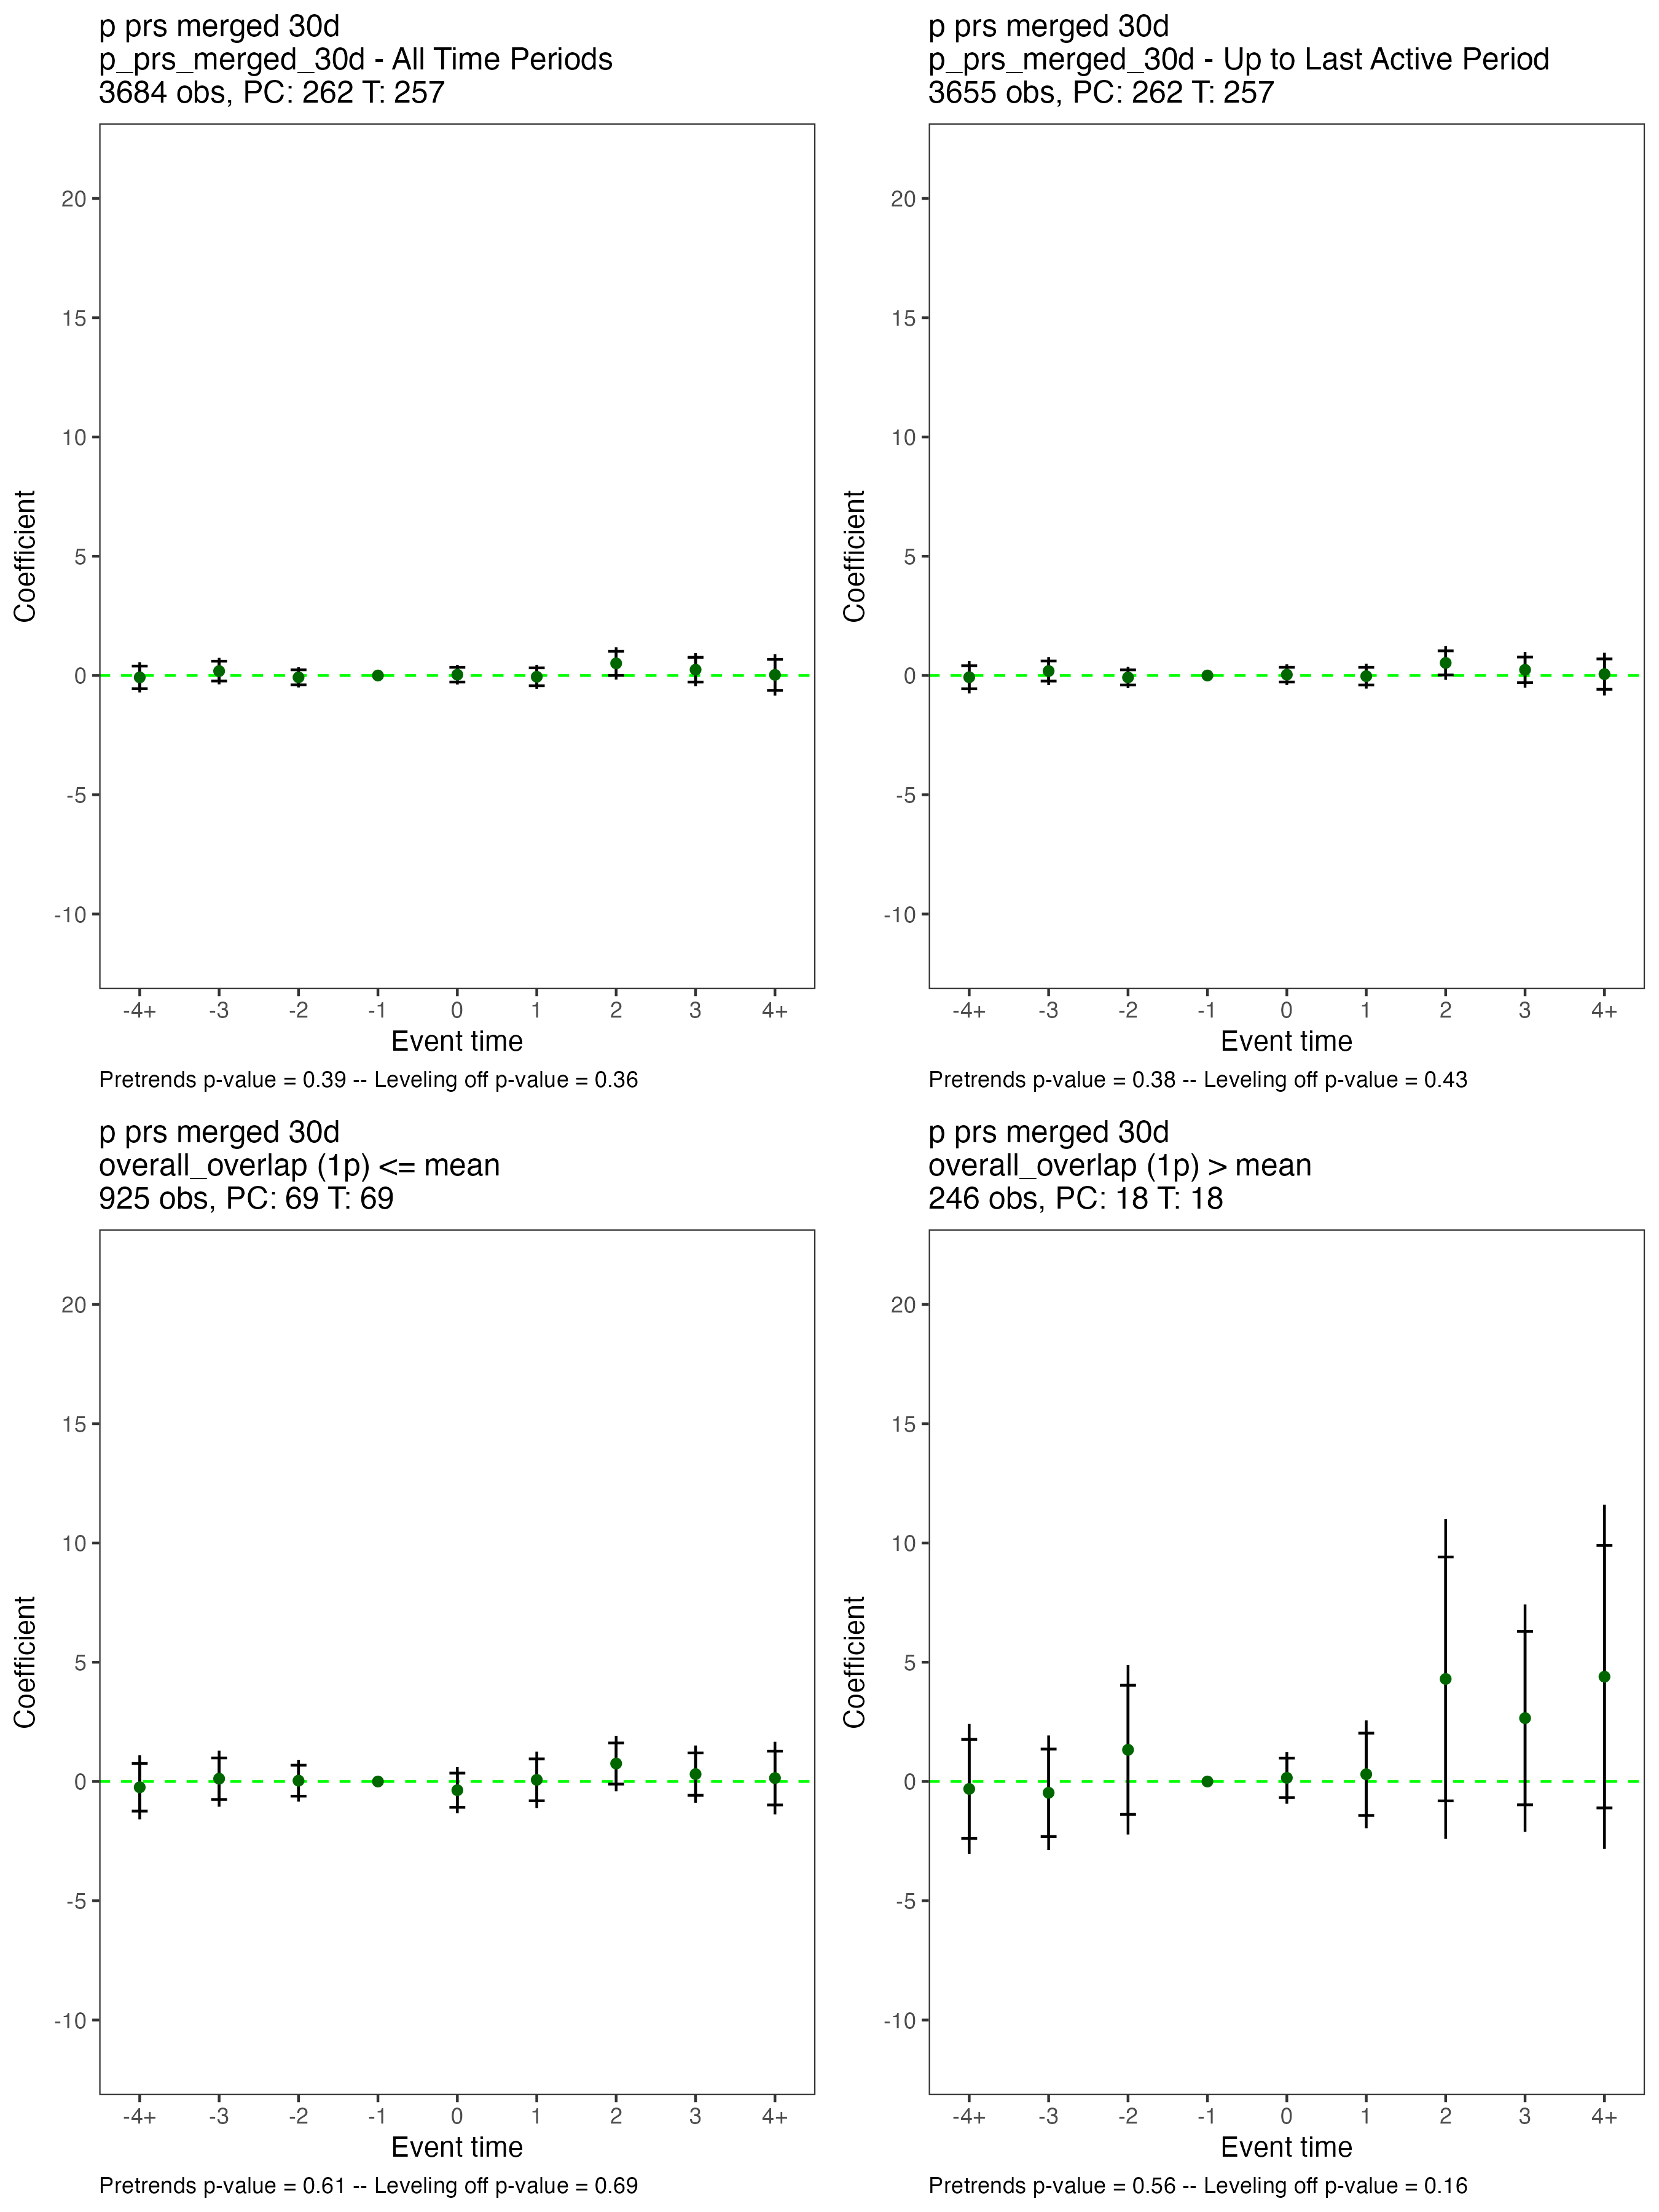 p prs merged 30d
p_prs_merged_30d - All Time Periods
3684 obs, PC: 262 T: 257
Coefficient
20
15
10
5
0
-5
-10
-4+ -3 -2 -1 0 1 2 3 4+
Event time
Pretrends p-value = 0.39 -- Leveling off p-value = 0.36
p prs merged 30d
p_prs_merged_30d - Up to Last Active Period
3655 obs, PC: 262 T: 257
Coefficient
20
15
10
5
0
-5
-10
-4+ -3 -2 -1 0 1 2 3 4+
Event time
Pretrends p-value = 0.38 -- Leveling off p-value = 0.43
p prs merged 30d
overall_overlap (1p) <= mean
925 obs, PC: 69 T: 69
Coefficient
20
15
10
5
0
-5
-10
-4+ -3 -2 -1 0 1 2 3 4+
Event time
Pretrends p-value = 0.61 -- Leveling off p-value = 0.69
p prs merged 30d
overall_overlap (1p) > mean
246 obs, PC: 18 T: 18
Coefficient
20
15
10
5
0
-5
-10
-4+ -3 -2 -1 0 1 2 3 4+
Event time
Pretrends p-value = 0.56 -- Leveling off p-value = 0.16